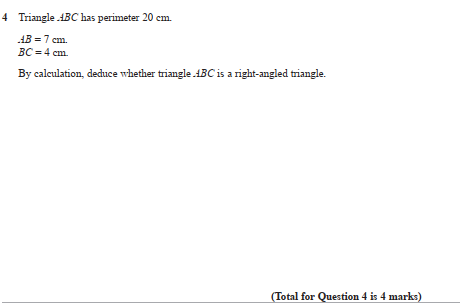 4 Triangle ABC has perimeter 20 cm.
AB = 7 cm.
BC = 4 cm.
By calculation, deduce whether triangle ABC is a right-angled triangle.
(Total for Question 4 is 4 marks)